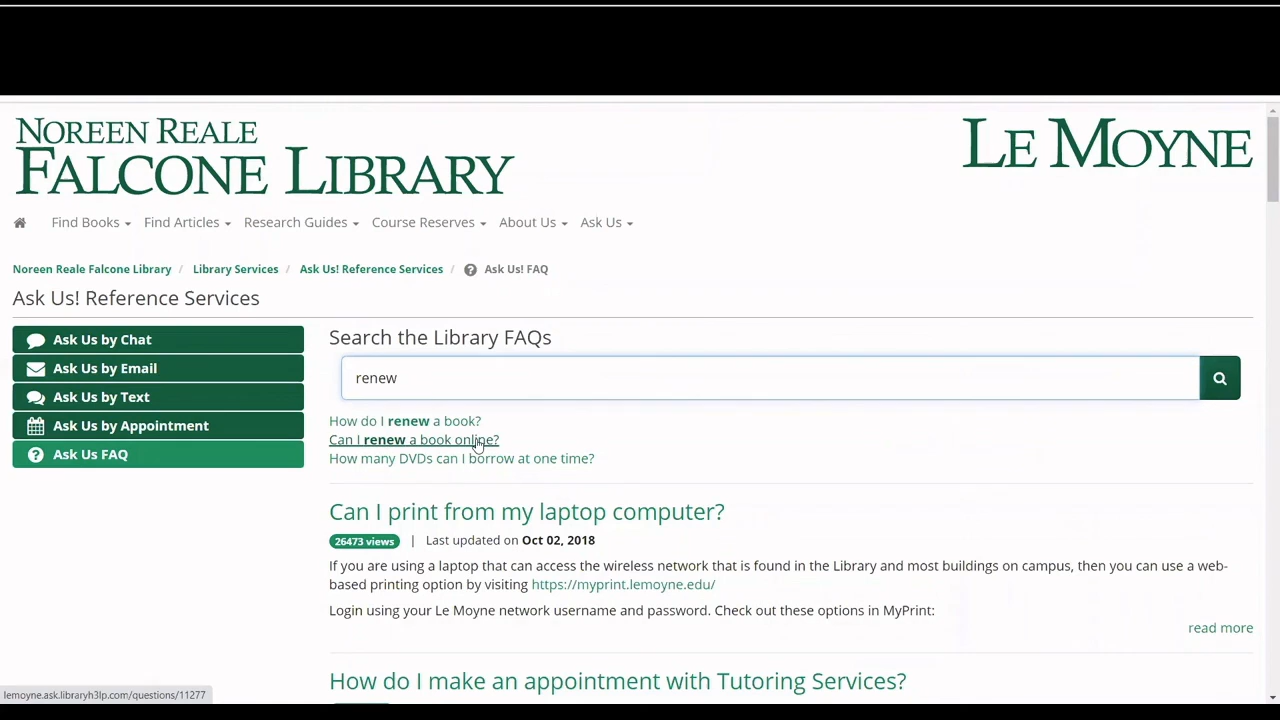 NOREEN REALE
FALCONE LIBRARY
LE MOYNE
Find Books Find Articles Research Guides Course Reserves About Us Ask Us
Noreen Reale Falcone Library / Library Services / Ask Us! Reference Services / Ask Us! FAQ
Ask Us! Reference Services
Ask Us by Chat
Ask Us by Email
Ask Us by Text
Ask Us by Appointment
Ask Us FAQ
Search the Library FAQs
renew
How do I renew a book?
Can I renew a book online?
How many DVDs can I borrow at one time?
Can I print from my laptop computer?
26473 views | Last updated on Oct 02, 2018
If you are using a laptop that can access the wireless network that is found in the Library and most buildings on campus, then you can use a web-
based printing option by visiting https://myprint.lemoyne.edu/
Login using your Le Moyne network username and password. Check out these options in MyPrint:
read more
How do I make an appointment with Tutoring Services?
lemoyne.ask.libraryh3lp.com/questions/11277